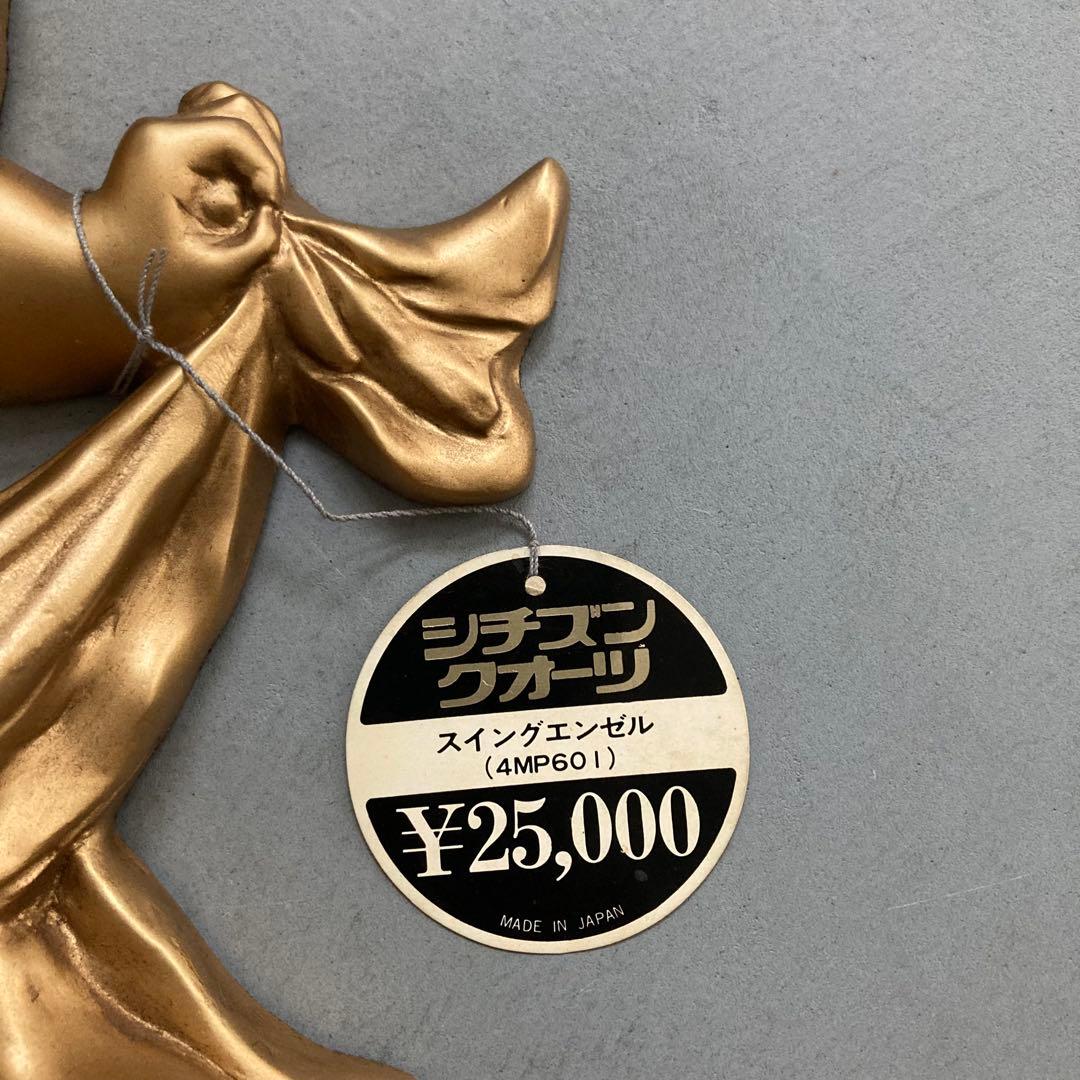 シチズン
クオーツ
スイングエンゼル
(4MP601)
¥25,000
MADE IN JAPAN